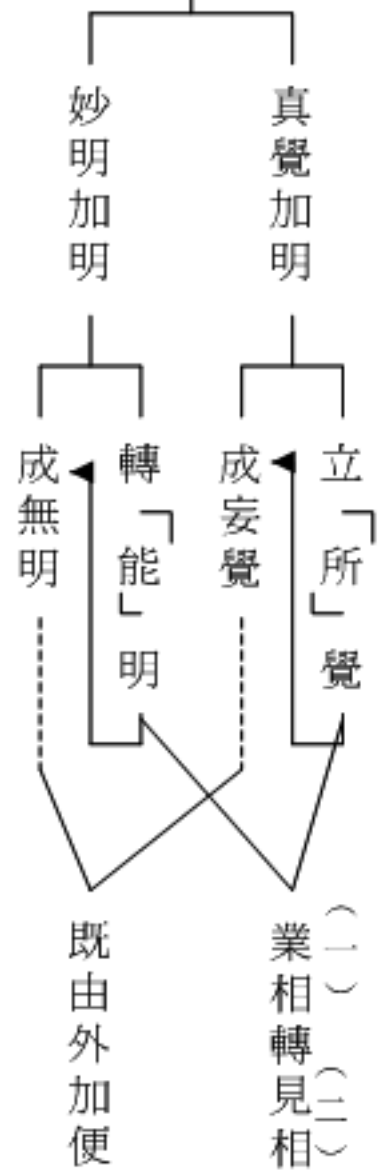 真覺加明
妙明加明
立「所」覺
成妄覺
轉「能」明
成無明
(一)業相轉(二)見相
既由外加便